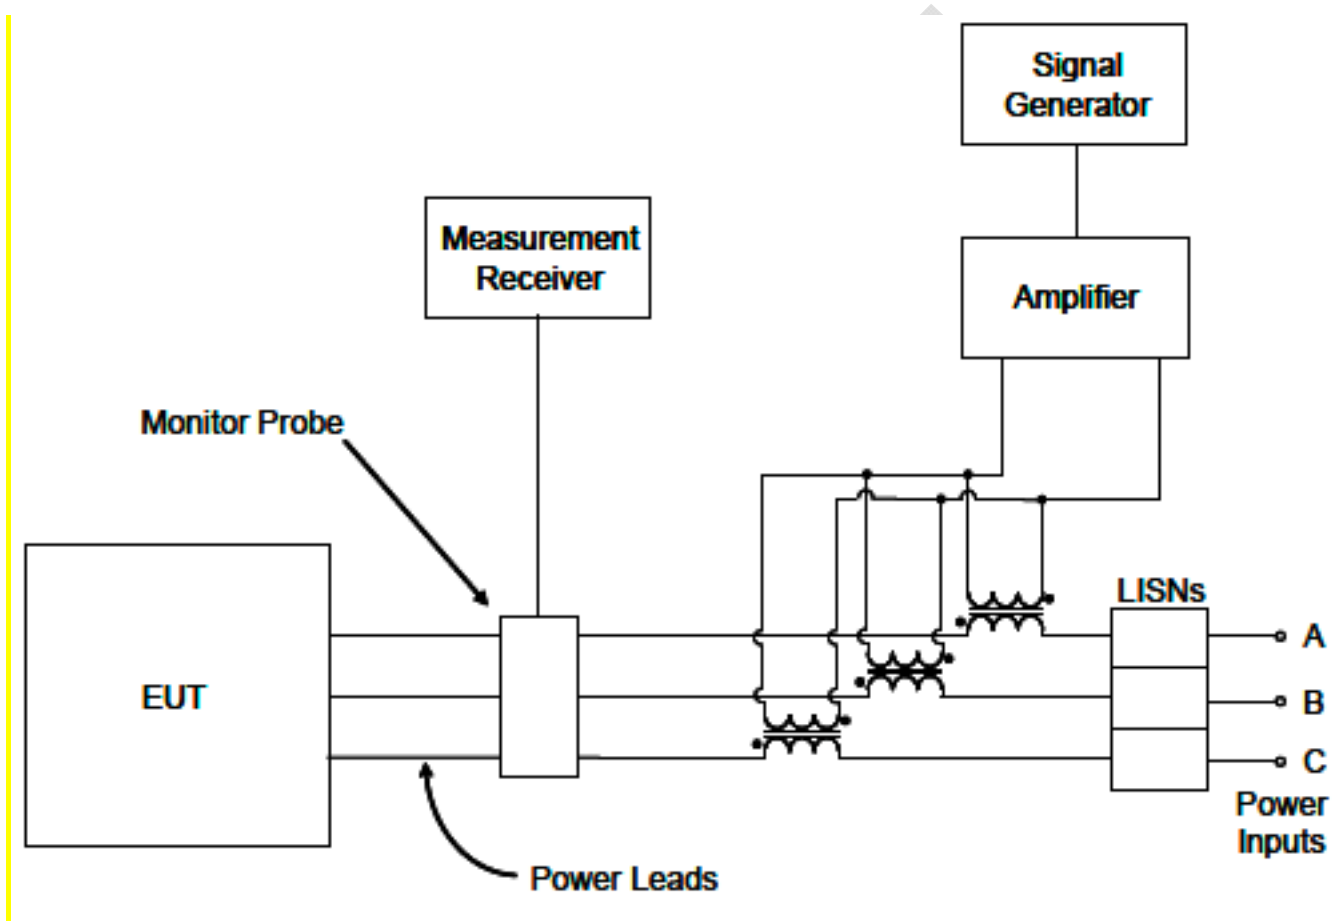 Signal
Generator
Measurement
Receiver
Amplifier
Monitor Probe
LISNs
A
EUT
B
C
Power
Inputs
Power Leads